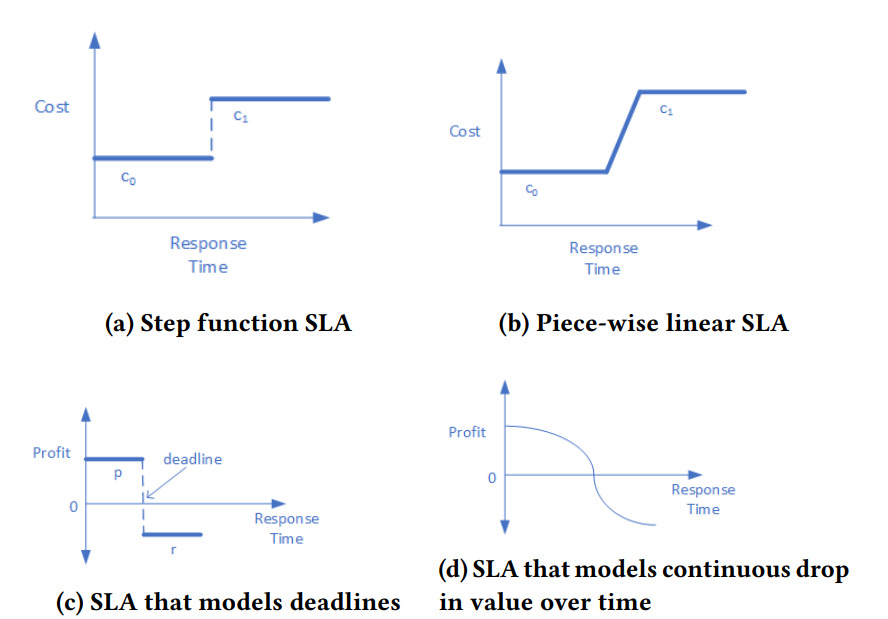 Cost
c₁
c₀
Response
Time
(a) Step function SLA
Cost
c₁
c₀
Response
Time
(b) Piece-wise linear SLA
Profit
p
deadline
0
Response
Time
r
(c) SLA that models deadlines
Profit
0
Response
Time
(d) SLA that models continuous drop
in value over time